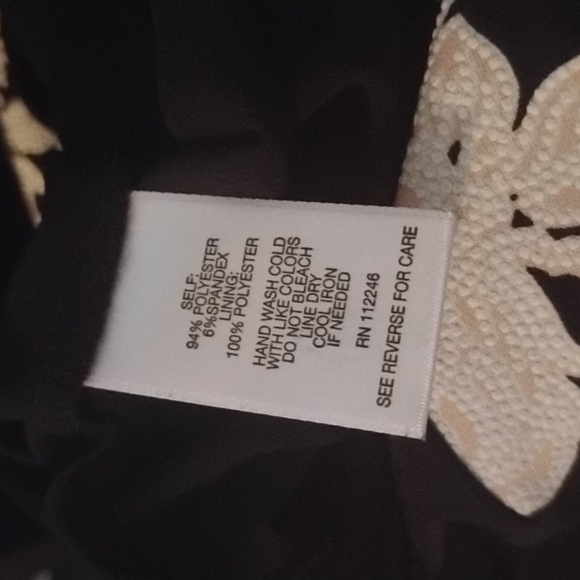 SELF:
94% POLYESTER
6%SPANDEX
LINING:
100% POLYESTER
HAND WASH COLD
WITH LIKE COLORS
DO NOT BLEACH
LINE DRY
COOL IRON
IF NEEDED
RN 112246
SEE REVERSE FOR CARE